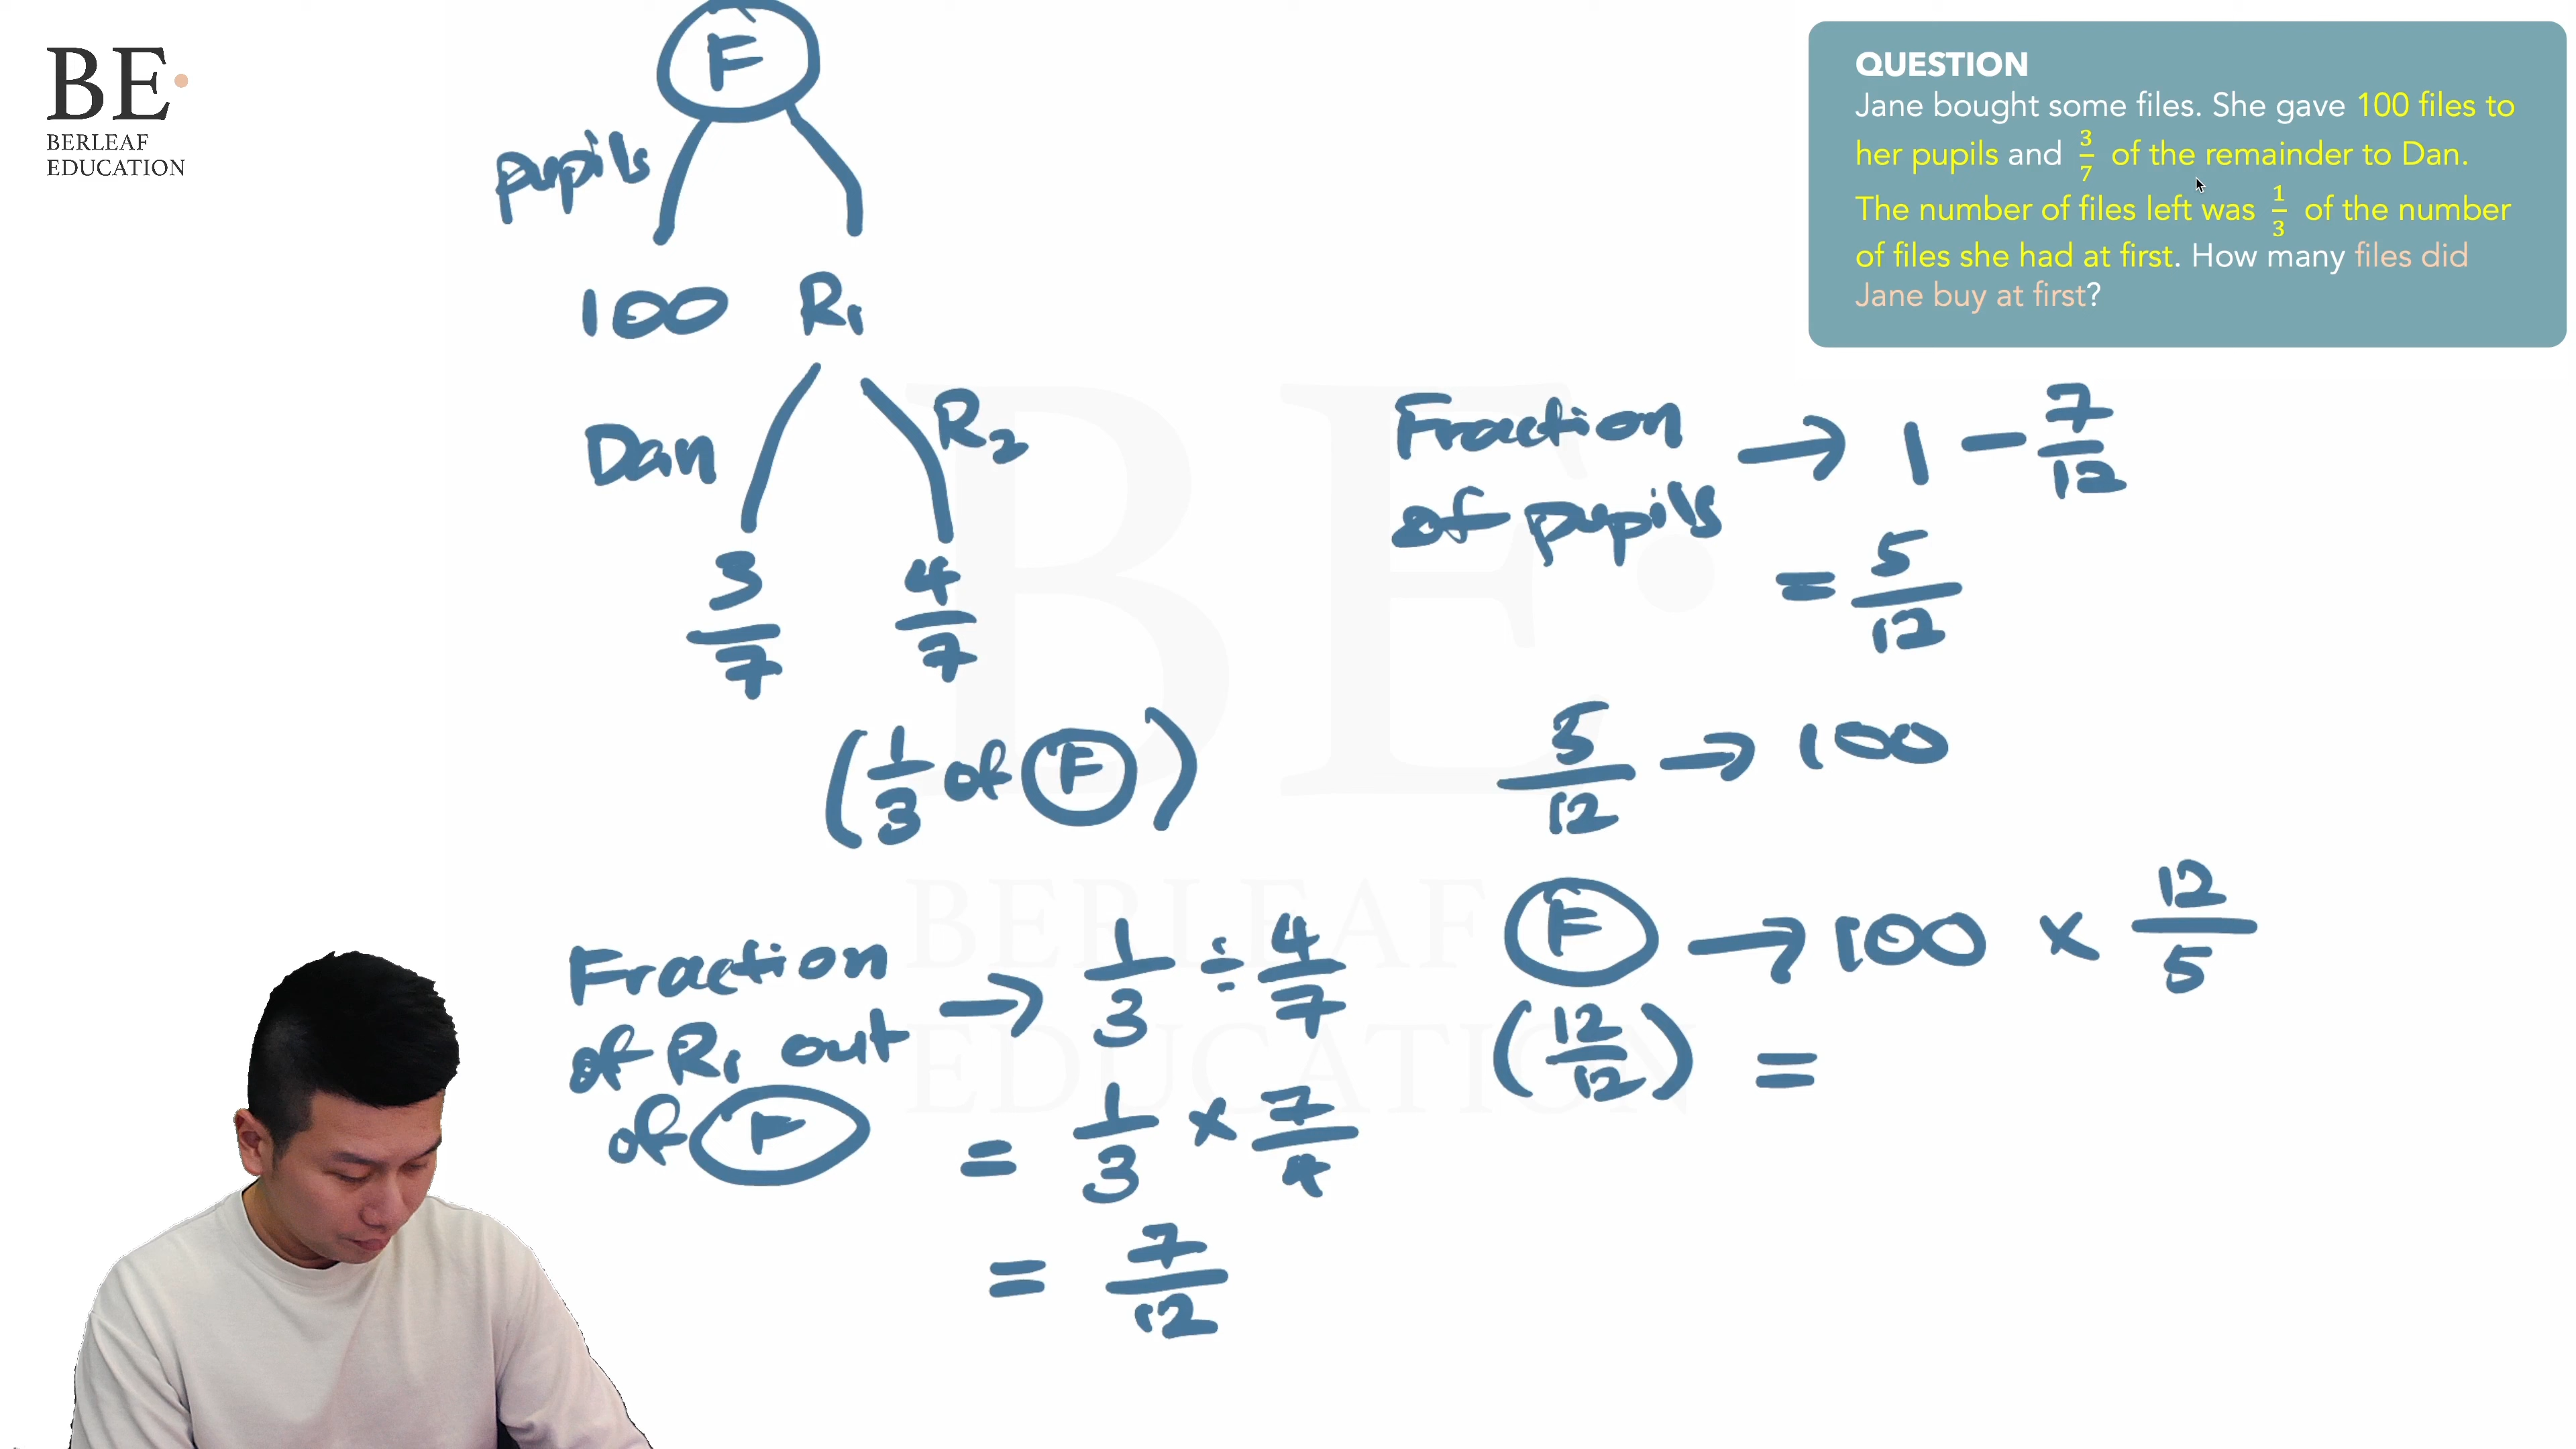 BE
BERLEAF
EDUCATION
QUESTION
Jane bought some files. She gave 100 files to
her pupils and 3/7 of the remainder to Dan.
The number of files left was 1/3 of the number
of files she had at first. How many files did
Jane buy at first?
F
pupils
100 R₁
Dan R₂
3/7 4/7
(1/3 of F)
Fraction
of R₁ out
of F
→ 1/3 ÷ 4/7
= 1/3 × 7/4
= 7/12
Fraction
of pupils
→ 1 − 7/12
= 5/12
5/12 → 100
F → 100 × 12/5
(12/12) =
BE
BERLEAF
EDUCATION